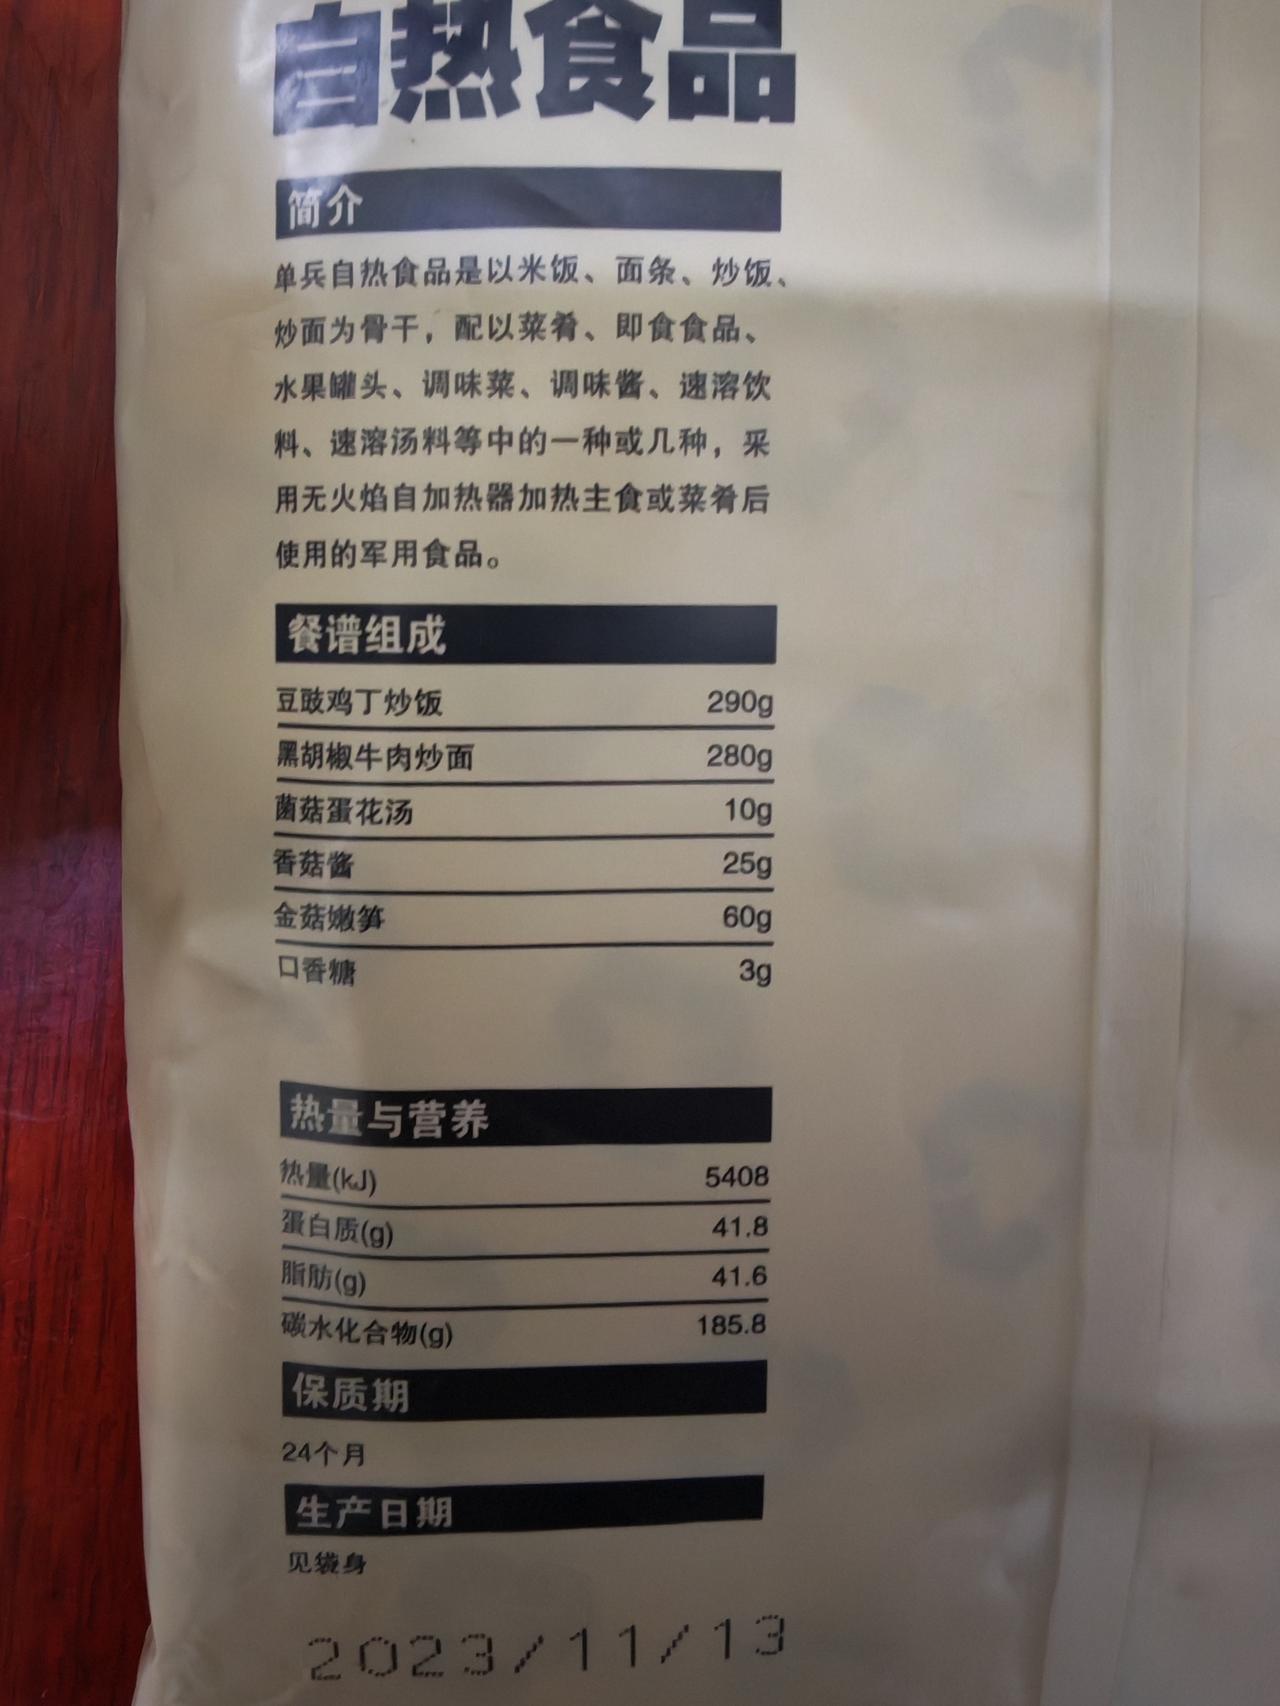 自热食品
简介
单兵自热食品是以米饭、面条、炒饭、
炒面为骨干，配以菜肴、即食食品、
水果罐头、调味菜、调味酱、速溶饮
料、速溶汤料等中的一种或几种，采
用无火焰自加热器加热主食或菜肴后
使用的军用食品。
餐谱组成
豆豉鸡丁炒饭 290g
黑胡椒牛肉炒面 280g
菌菇蛋花汤 10g
香菇酱 25g
金菇嫩笋 60g
口香糖 3g
热量与营养
热量(kJ) 5408
蛋白质(g) 41.8
脂肪(g) 41.6
碳水化合物(g) 185.8
保质期
24个月
生产日期
见袋身
2023/11/13